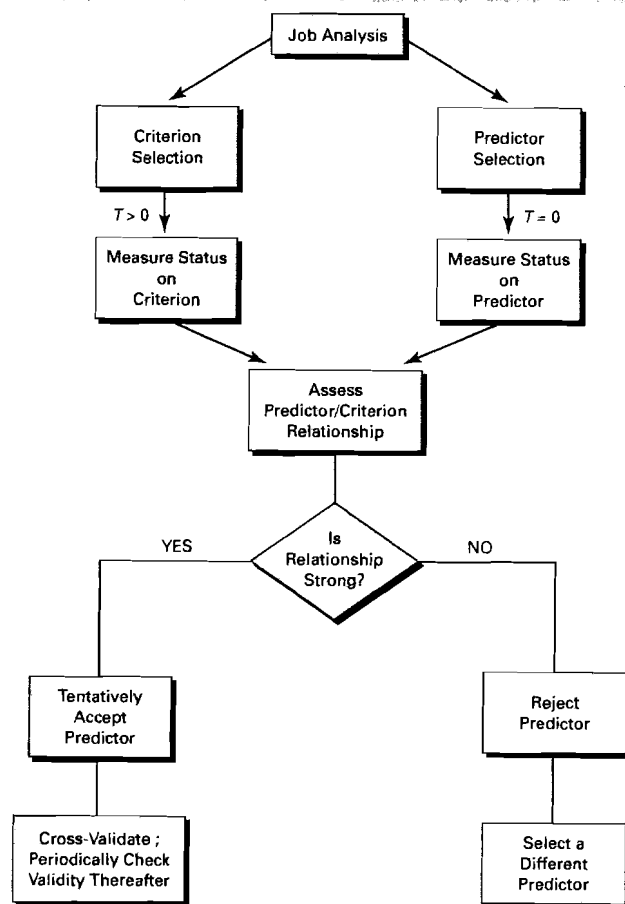 Job Analysis
Criterion
Selection
Predictor
Selection
T > 0
T = 0
Measure Status
on
Criterion
Measure Status
on
Predictor
Assess
Predictor/Criterion
Relationship
Is
Relationship
Strong?
YES
NO
Tentatively
Accept
Predictor
Reject
Predictor
Cross-Validate ;
Periodically Check
Validity Thereafter
Select a
Different
Predictor